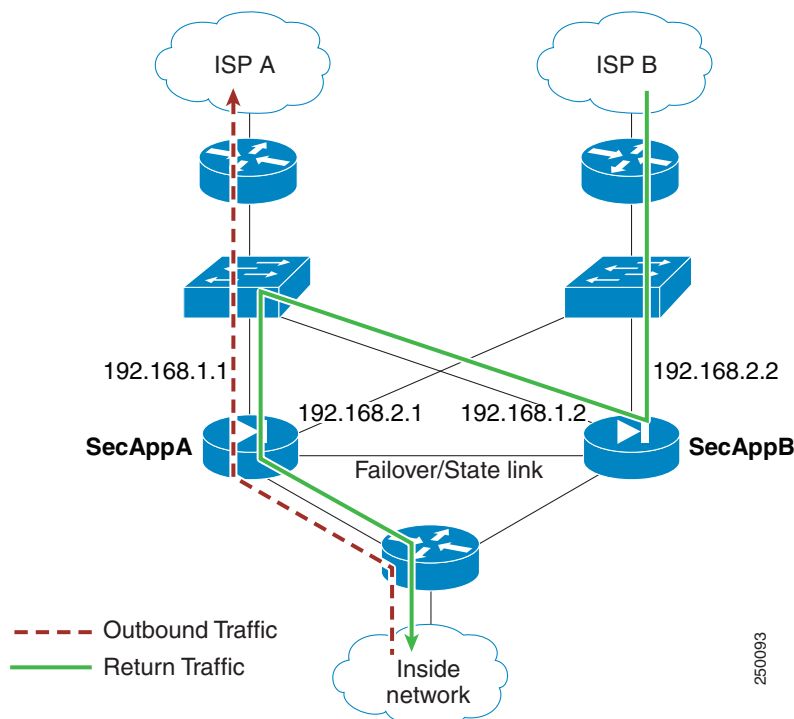 ISP A
ISP B
192.168.1.1
192.168.2.2
192.168.2.1
192.168.1.2
SecAppA
SecAppB
Failover/State link
Outbound Traffic
Return Traffic
Inside
network
250093